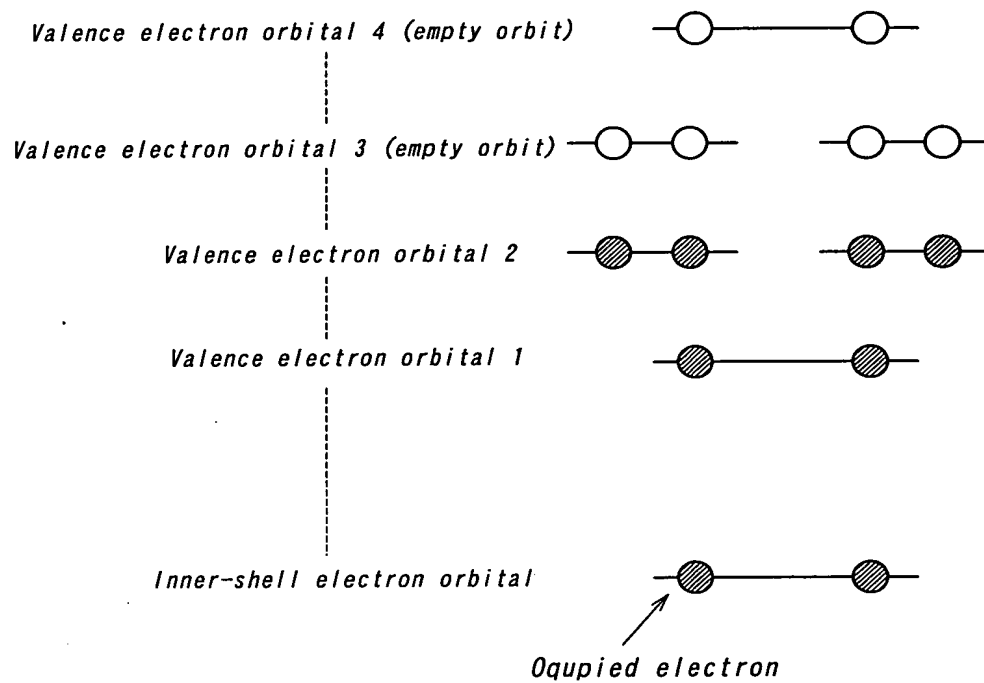 Valence electron orbital 4 (empty orbit)
Valence electron orbital 3 (empty orbit)
Valence electron orbital 2
Valence electron orbital 1
Inner-shell electron orbital
Oqupied electron